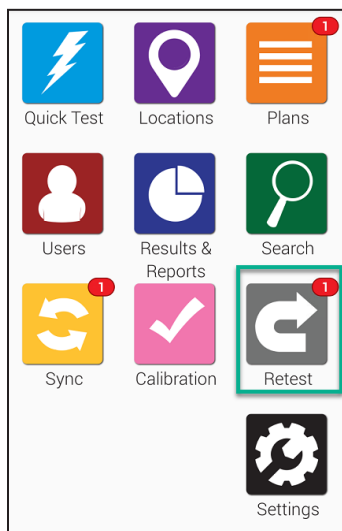 1
Quick Test
Locations
Plans
Users
Results &
Reports
Search
1
1
Sync
Calibration
Retest
Settings